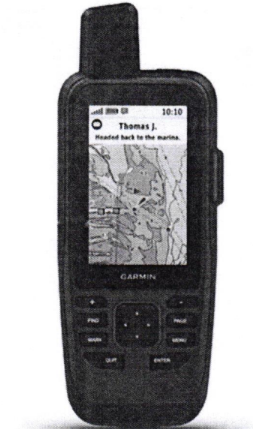 10:10
Thomas J.
Headed back to the marina.
GARMIN
+
-
FIND
PAGE
MARK
MENU
QUIT
ENTER